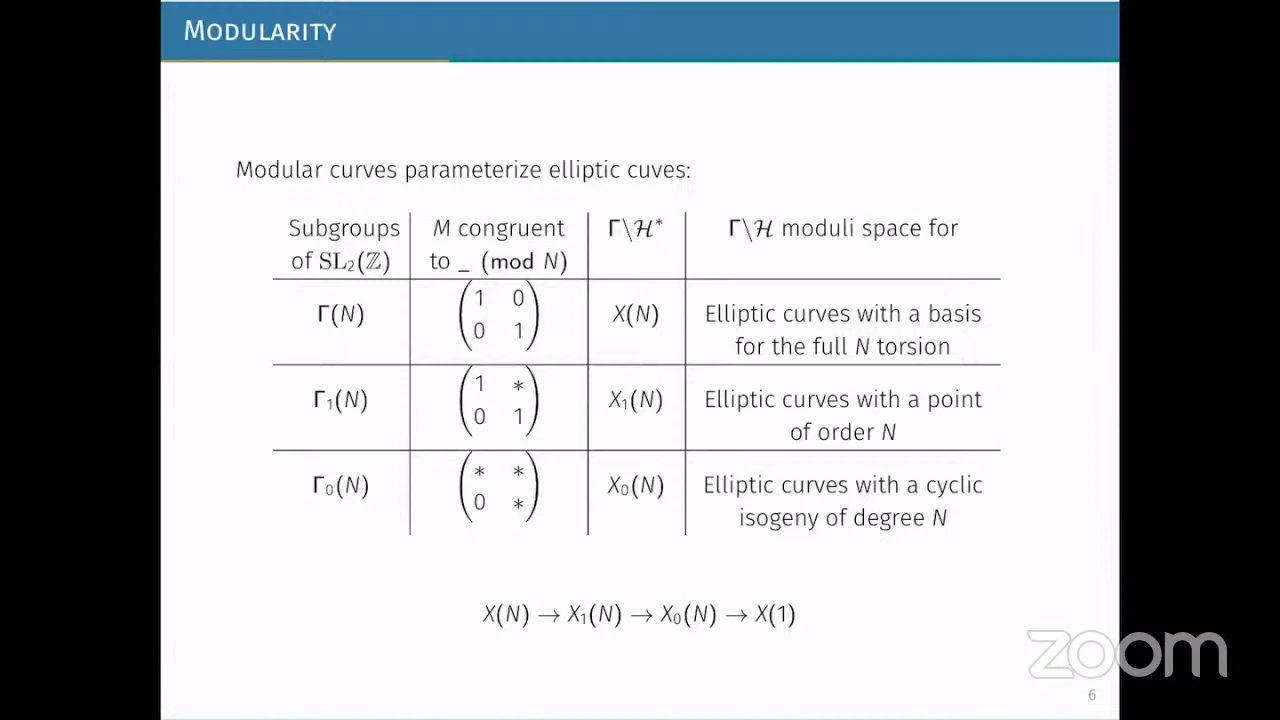 MODULARITY
Modular curves parameterize elliptic cuves:
Subgroups of SL₂(ℤ) | M congruent to _ (mod N) | Γ\ℋ* | Γ\ℋ moduli space for
Γ(N) | (1 0; 0 1) | X(N) | Elliptic curves with a basis for the full N torsion
Γ₁(N) | (1 *; 0 1) | X₁(N) | Elliptic curves with a point of order N
Γ₀(N) | (* *; 0 *) | X₀(N) | Elliptic curves with a cyclic isogeny of degree N
X(N) → X₁(N) → X₀(N) → X(1)
zoom
6